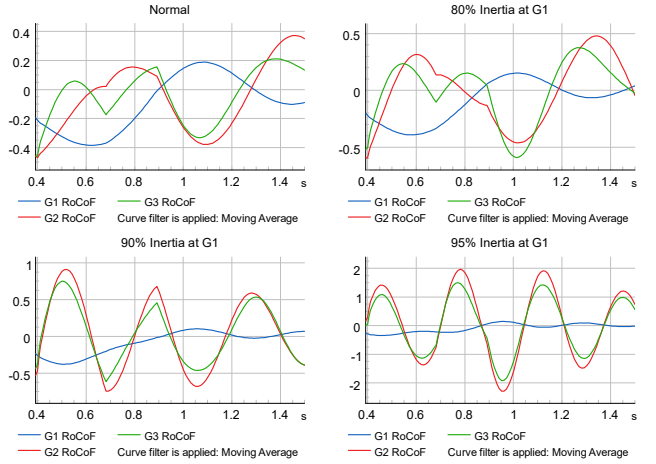 Normal
0.4
0.2
0
-0.2
-0.4
0.4 0.6 0.8 1 1.2 1.4 s
G1 RoCoF G3 RoCoF
G2 RoCoF Curve filter is applied: Moving Average
80% Inertia at G1
0.5
0
-0.5
0.4 0.6 0.8 1 1.2 1.4 s
G1 RoCoF G3 RoCoF
G2 RoCoF Curve filter is applied: Moving Average
90% Inertia at G1
1
0.5
0
-0.5
0.4 0.6 0.8 1 1.2 1.4 s
G1 RoCoF G3 RoCoF
G2 RoCoF Curve filter is applied: Moving Average
95% Inertia at G1
2
1
0
-1
-2
0.4 0.6 0.8 1 1.2 1.4 s
G1 RoCoF G3 RoCoF
G2 RoCoF Curve filter is applied: Moving Average